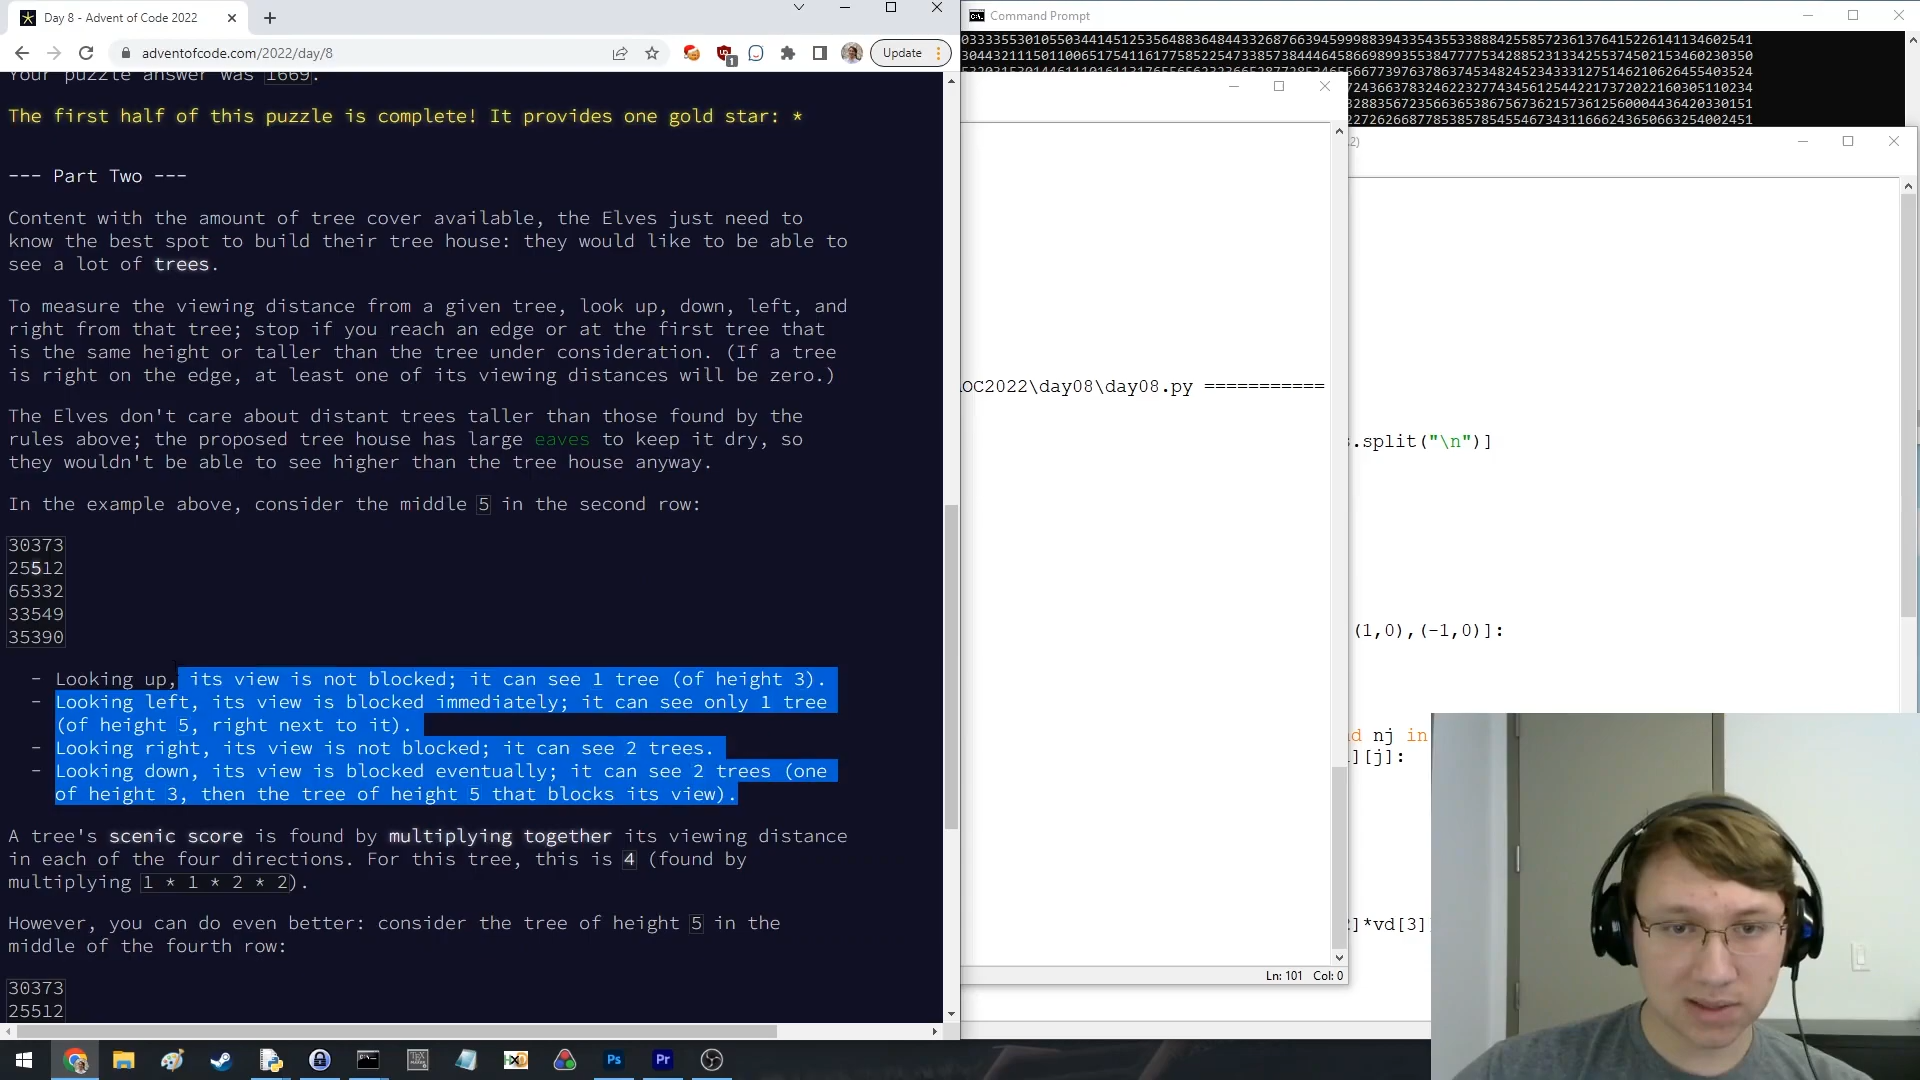 Day 8 - Advent of Code 2022
adventofcode.com/2022/day/8
Update
1
Your puzzle answer was 1669.
The first half of this puzzle is complete! It provides one gold star: *
--- Part Two ---
Content with the amount of tree cover available, the Elves just need to
know the best spot to build their tree house: they would like to be able to
see a lot of trees.
To measure the viewing distance from a given tree, look up, down, left, and
right from that tree; stop if you reach an edge or at the first tree that
is the same height or taller than the tree under consideration. (If a tree
is right on the edge, at least one of its viewing distances will be zero.)
The Elves don't care about distant trees taller than those found by the
rules above; the proposed tree house has large eaves to keep it dry, so
they wouldn't be able to see higher than the tree house anyway.
In the example above, consider the middle 5 in the second row:
30373
25512
65332
33549
35390
- Looking up, its view is not blocked; it can see 1 tree (of height 3).
- Looking left, its view is blocked immediately; it can see only 1 tree
(of height 5, right next to it).
- Looking right, its view is not blocked; it can see 2 trees.
- Looking down, its view is blocked eventually; it can see 2 trees (one
of height 3, then the tree of height 5 that blocks its view).
A tree's scenic score is found by multiplying together its viewing distance
in each of the four directions. For this tree, this is 4 (found by
multiplying 1 * 1 * 2 * 2).
However, you can do even better: consider the tree of height 5 in the
middle of the fourth row:
30373
25512
Command Prompt
.2)
OC2022\day08\day08.py ===========
s.split("\n")]
(1,0),(-1,0)]:
nd nj in
][j]:
]*vd[3]
Ln: 101 Col: 0
Ps
Pr